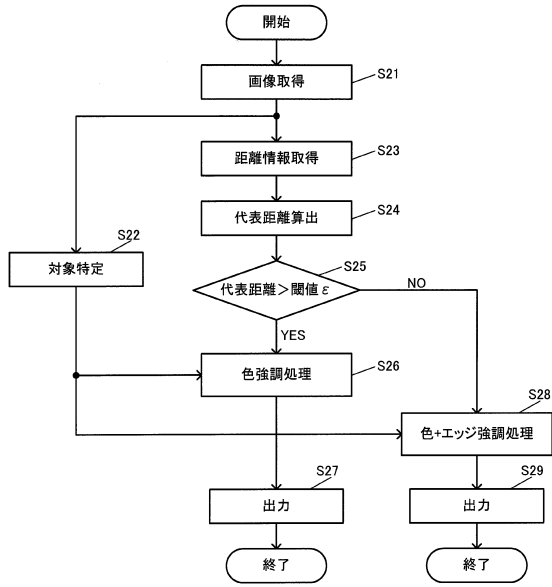 開始
画像取得
S21
距離情報取得
S23
代表距離算出
S24
S22
対象特定
S25
代表距離＞閾値ε
NO
YES
色強調処理
S26
S28
色+エッジ強調処理
S27
出力
S29
出力
終了
終了